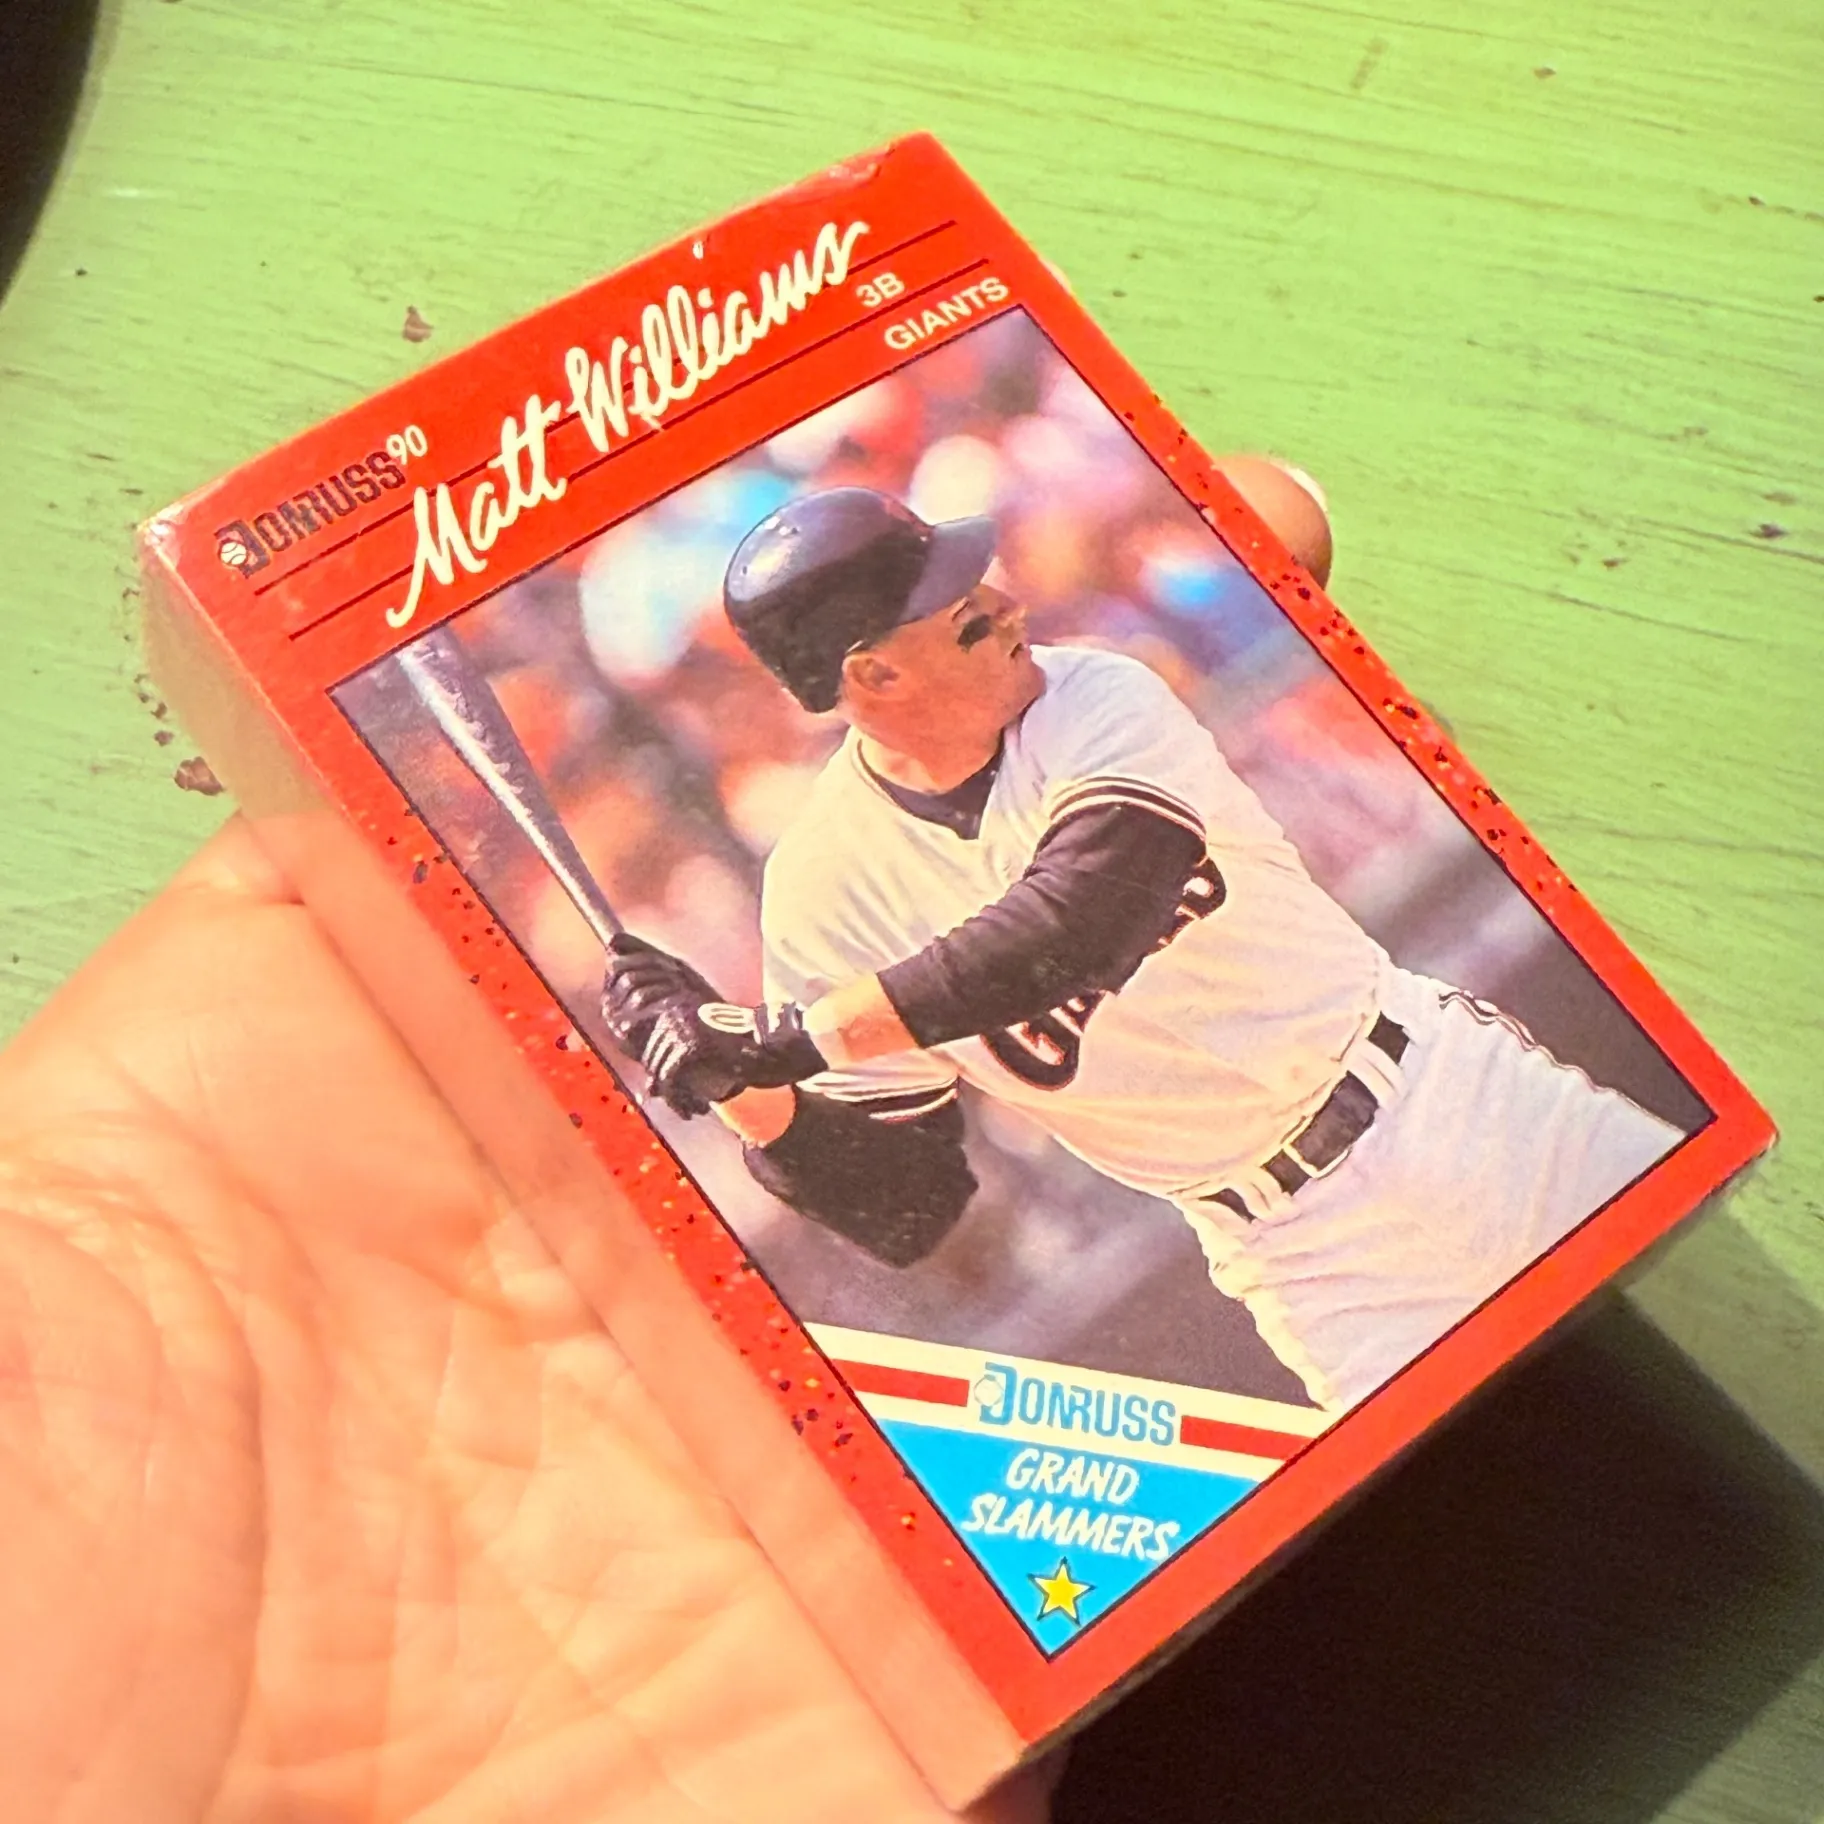 DONRUSS 90
Matt Williams
3B
GIANTS
DONRUSS
GRAND
SLAMMERS